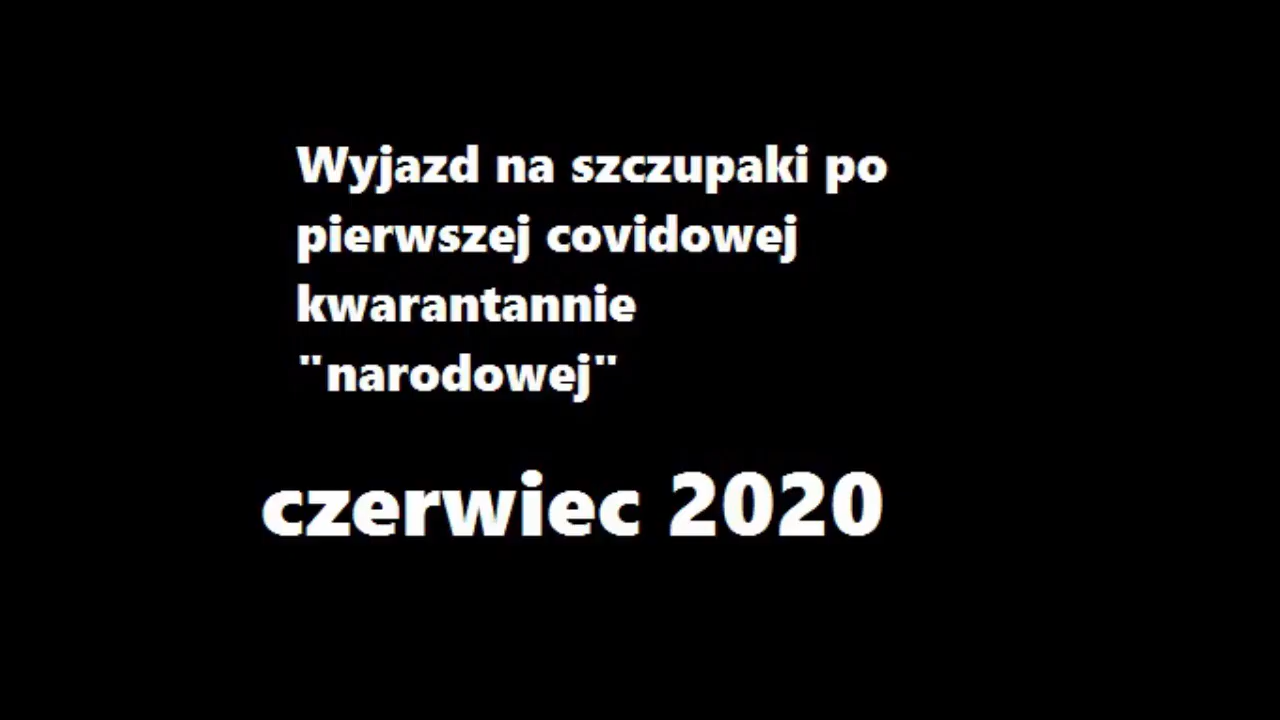 Wyjazd na szczupaki po
pierwszej covidowej
kwarantannie
"narodowej"
czerwiec 2020